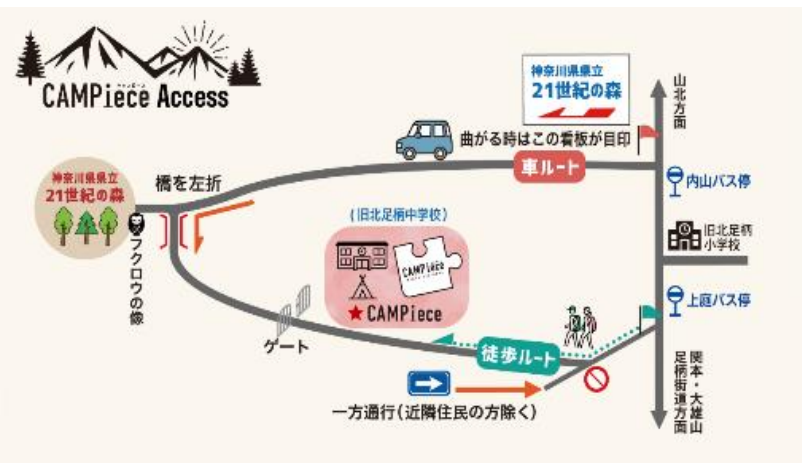 CAMPiece Access
キャンピース
神奈川県県立
21世紀の森
曲がる時はこの看板が目印
車ルート
山北方面
内山バス停
旧北足柄
小学校
上庭バス停
関本・大雄山
足柄街道方面
神奈川県県立
21世紀の森
橋を左折
フクロウの像
(旧北足柄中学校)
CAMPiece
★CAMPiece
ゲート
徒歩ルート
一方通行(近隣住民の方除く)